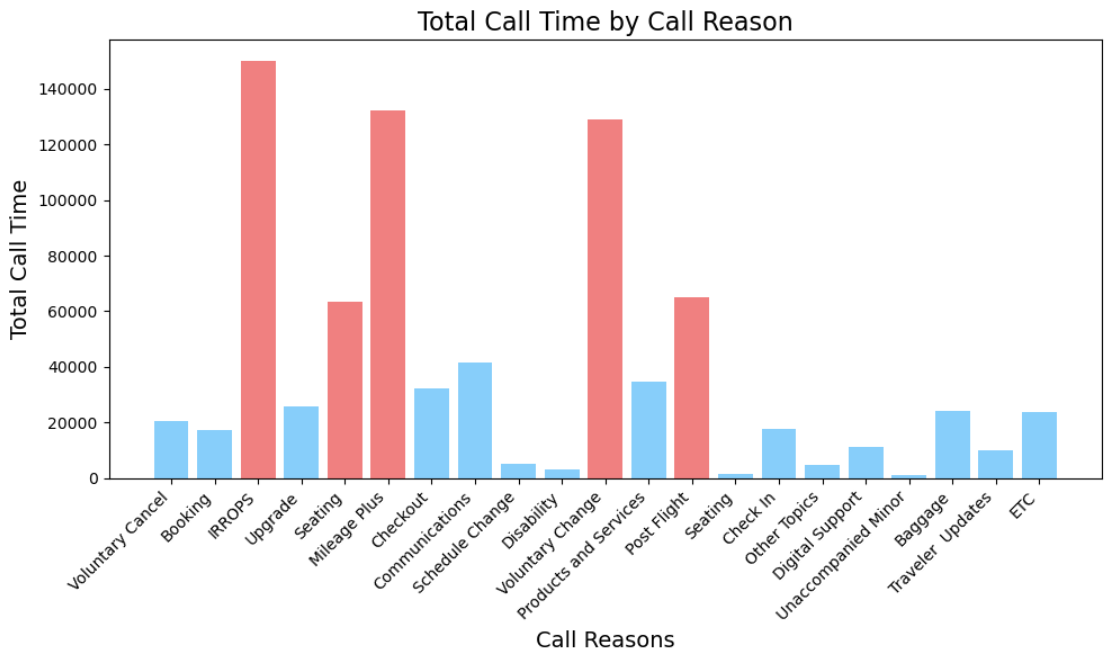 Total Call Time by Call Reason
Total Call Time
140000
120000
100000
80000
60000
40000
20000
0
Voluntary Cancel
Booking
IRROPS
Upgrade
Seating
Mileage Plus
Checkout
Communications
Schedule Change
Disability
Voluntary Change
Products and Services
Post Flight
Seating
Check In
Other Topics
Digital Support
Unaccompanied Minor
Baggage
Traveler  Updates
ETC
Call Reasons